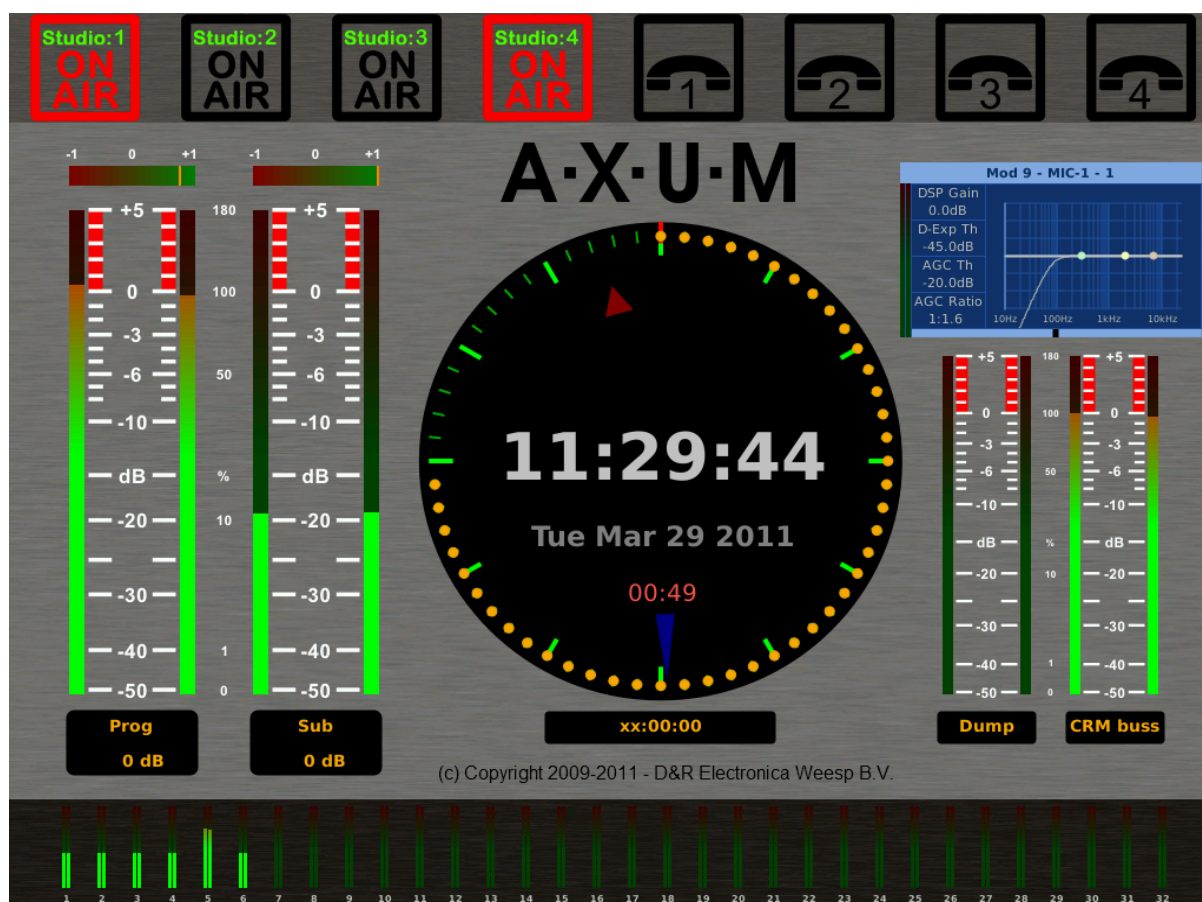 Studio:1
ON
AIR
Studio:2
ON
AIR
Studio:3
ON
AIR
Studio:4
ON
AIR
1
2
3
4
-1 0 +1
-1 0 +1
+5
0
-3
-6
-10
dB
-20
-30
-40
-50
180
100
50
%
10
1
0
+5
0
-3
-6
-10
dB
-20
-30
-40
-50
Prog
0 dB
Sub
0 dB
A·X·U·M
11:29:44
Tue Mar 29 2011
00:49
xx:00:00
(c) Copyright 2009-2011 - D&R Electronica Weesp B.V.
Mod 9 - MIC-1 - 1
DSP Gain
0.0dB
D-Exp Th
-45.0dB
AGC Th
-20.0dB
AGC Ratio
1:1.6
10Hz 100Hz 1kHz 10kHz
+5
0
-3
-6
-10
dB
-20
-30
-40
-50
180
100
50
%
10
1
0
+5
0
-3
-6
-10
dB
-20
-30
-40
-50
Dump
CRM buss
1 2 3 4 5 6 7 8 9 10 11 12 13 14 15 16 17 18 19 20 21 22 23 24 25 26 27 28 29 30 31 32